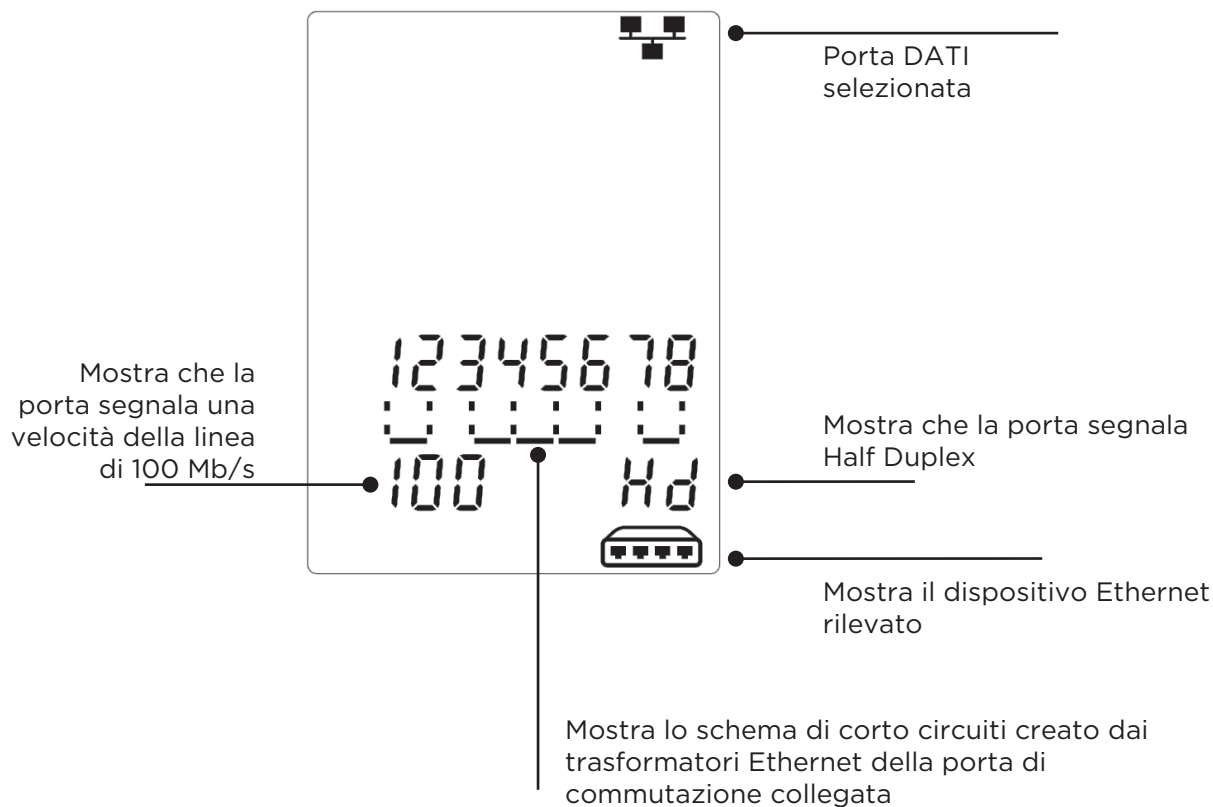 Porta DATI
selezionata
12345678
Mostra che la
porta segnala una
velocità della linea
di 100 Mb/s
100
Hd
Mostra che la porta segnala
Half Duplex
Mostra il dispositivo Ethernet
rilevato
Mostra lo schema di corto circuiti creato dai
trasformatori Ethernet della porta di
commutazione collegata